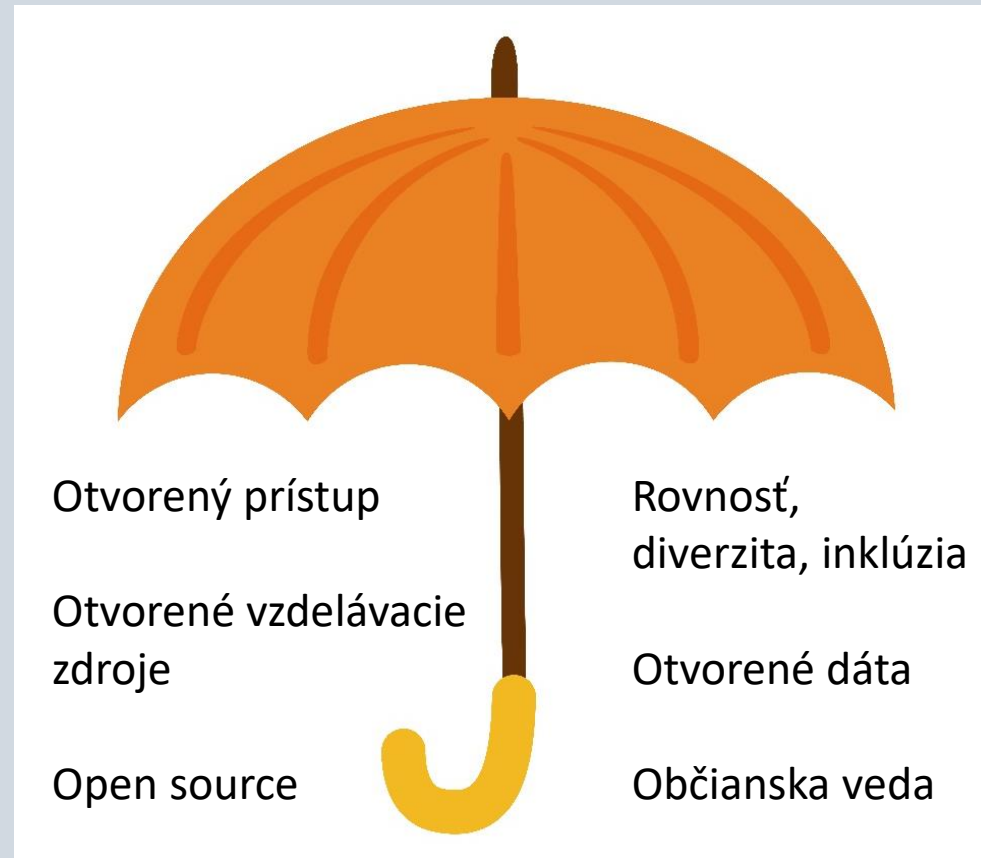 Otvorený prístup
Otvorené vzdelávacie
zdroje
Open source
Rovnosť,
diverzita, inklúzia
Otvorené dáta
Občianska veda